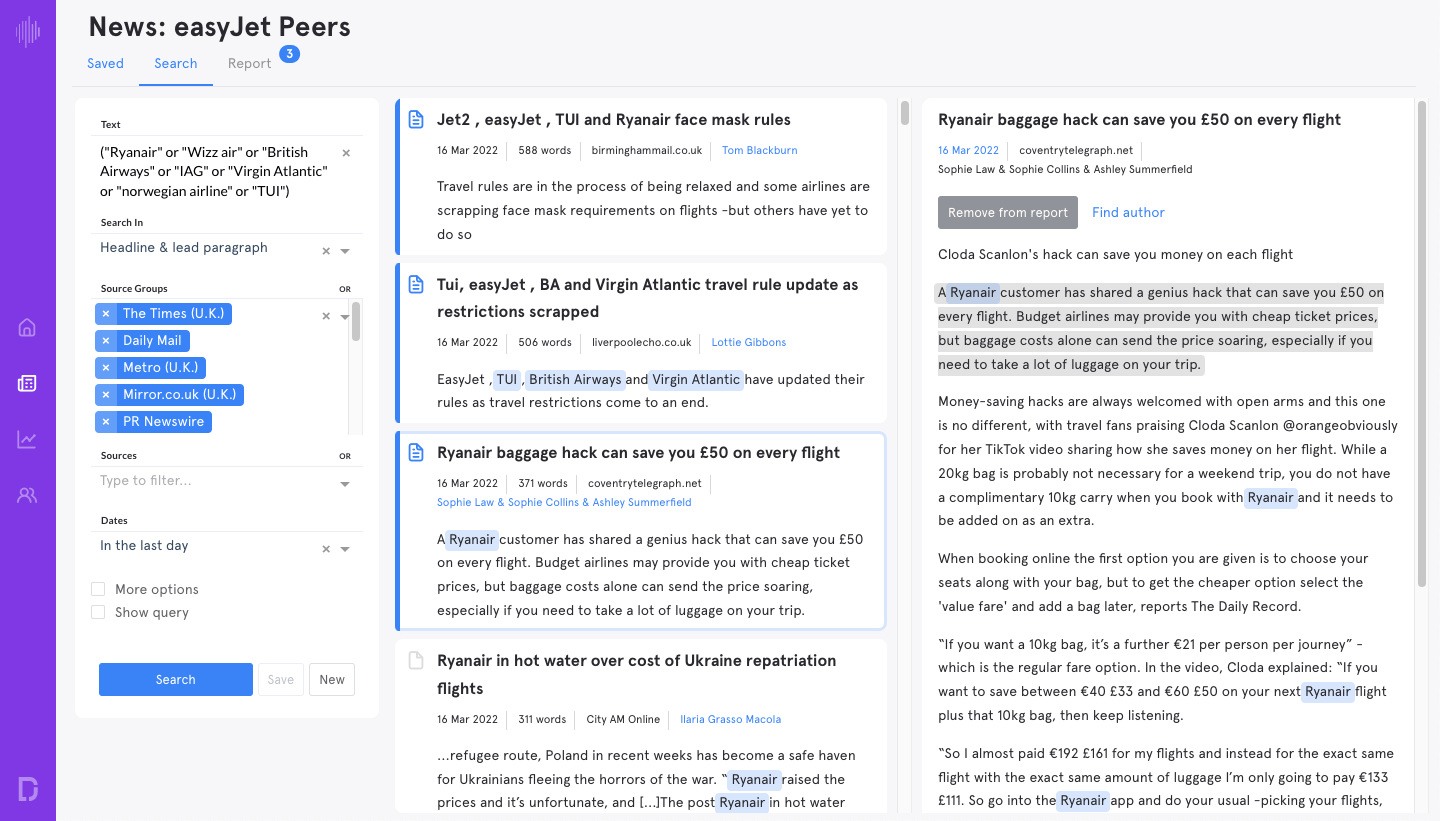 News: easyJet Peers
Saved
Search
Report
3
Text
("Ryanair" or "Wizz air" or "British
Airways" or "IAG" or "Virgin Atlantic"
or "norwegian airline" or "TUI")
×
Search In
Headline & lead paragraph
×
Source Groups
OR
× The Times (U.K.)
×
× Daily Mail
× Metro (U.K.)
× Mirror.co.uk (U.K.)
× PR Newswire
Sources
OR
Type to filter...
Dates
In the last day
×
More options
Show query
Search
Save
New
Jet2 , easyJet , TUI and Ryanair face mask rules
16 Mar 2022 588 words birminghammail.co.uk Tom Blackburn
Travel rules are in the process of being relaxed and some airlines are
scrapping face mask requirements on flights -but others have yet to
do so
Tui, easyJet , BA and Virgin Atlantic travel rule update as
restrictions scrapped
16 Mar 2022 506 words liverpoolecho.co.uk Lottie Gibbons
EasyJet , TUI , British Airways and Virgin Atlantic have updated their
rules as travel restrictions come to an end.
Ryanair baggage hack can save you £50 on every flight
16 Mar 2022 371 words coventrytelegraph.net
Sophie Law & Sophie Collins & Ashley Summerfield
A Ryanair customer has shared a genius hack that can save you £50
on every flight. Budget airlines may provide you with cheap ticket
prices, but baggage costs alone can send the price soaring,
especially if you need to take a lot of luggage on your trip.
Ryanair in hot water over cost of Ukraine repatriation
flights
16 Mar 2022 311 words City AM Online Ilaria Grasso Macola
...refugee route, Poland in recent weeks has become a safe haven
for Ukrainians fleeing the horrors of the war. “ Ryanair raised the
prices and it’s unfortunate, and [...]The post Ryanair in hot water
Ryanair baggage hack can save you £50 on every flight
16 Mar 2022 coventrytelegraph.net
Sophie Law & Sophie Collins & Ashley Summerfield
Remove from report
Find author
Cloda Scanlon's hack can save you money on each flight
A Ryanair customer has shared a genius hack that can save you £50 on
every flight. Budget airlines may provide you with cheap ticket prices,
but baggage costs alone can send the price soaring, especially if you
need to take a lot of luggage on your trip.
Money-saving hacks are always welcomed with open arms and this one
is no different, with travel fans praising Cloda Scanlon @orangeobviously
for her TikTok video sharing how she saves money on her flight. While a
20kg bag is probably not necessary for a weekend trip, you do not have
a complimentary 10kg carry when you book with Ryanair and it needs to
be added on as an extra.
When booking online the first option you are given is to choose your
seats along with your bag, but to get the cheaper option select the
'value fare' and add a bag later, reports The Daily Record.
“If you want a 10kg bag, it’s a further €21 per person per journey” -
which is the regular fare option. In the video, Cloda explained: “If you
want to save between €40 £33 and €60 £50 on your next Ryanair flight
plus that 10kg bag, then keep listening.
“So I almost paid €192 £161 for my flights and instead for the exact same
flight with the exact same amount of luggage I’m only going to pay €133
£111. So go into the Ryanair app and do your usual -picking your flights,